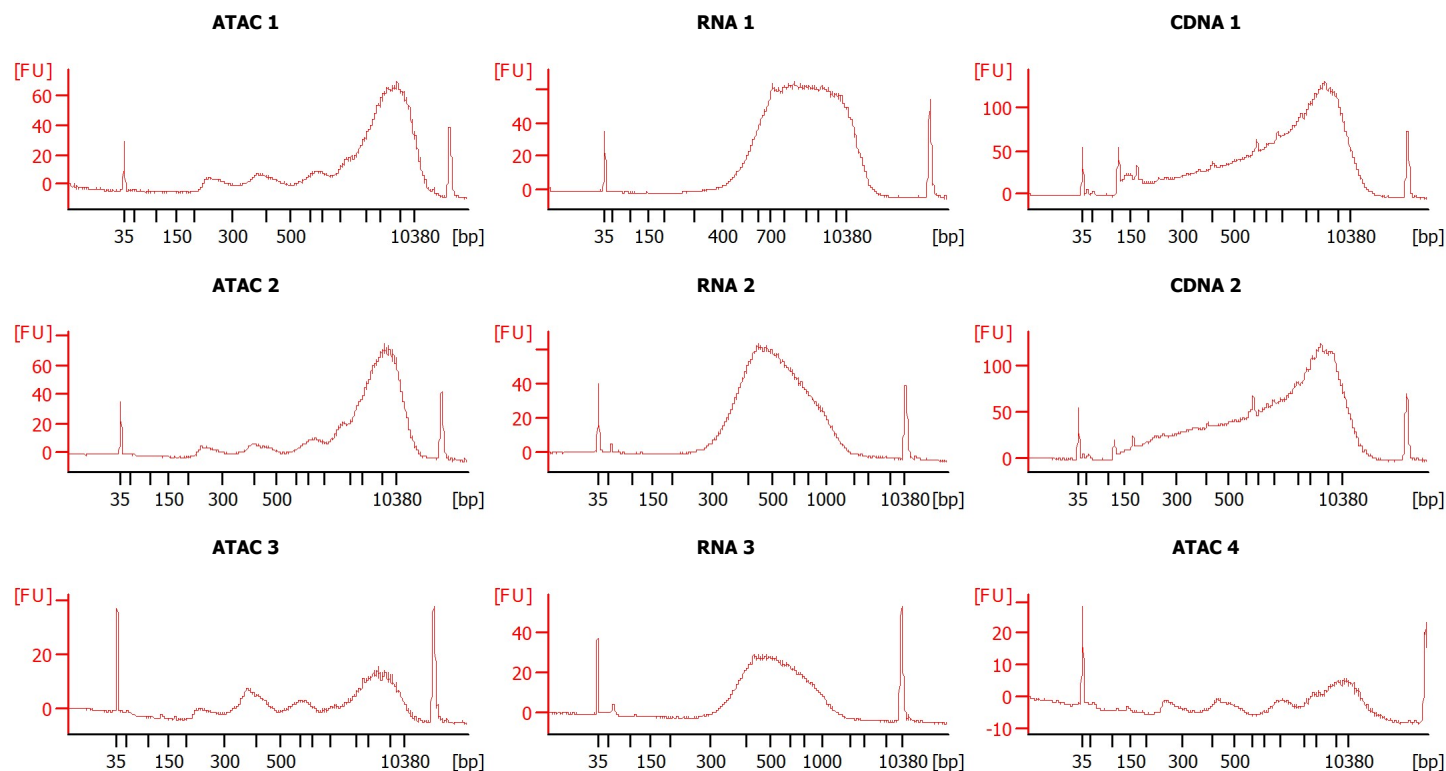 ATAC 1 RNA 1 CDNA 1
[FU] [FU] [FU]
60
40
20
0
35 150 300 500 10380 [bp]
40
20
0
35 150 400 700 10380 [bp]
100
50
0
35 150 300 500 10380 [bp]
ATAC 2 RNA 2 CDNA 2
[FU] [FU] [FU]
60
40
20
0
35 150 300 500 10380 [bp]
40
20
0
35 150 300 500 1000 10380 [bp]
100
50
0
35 150 300 500 10380 [bp]
ATAC 3 RNA 3 ATAC 4
[FU] [FU] [FU]
20
0
35 150 300 500 10380 [bp]
40
20
0
35 150 300 500 1000 10380 [bp]
20
10
0
-10
35 150 300 500 10380 [bp]